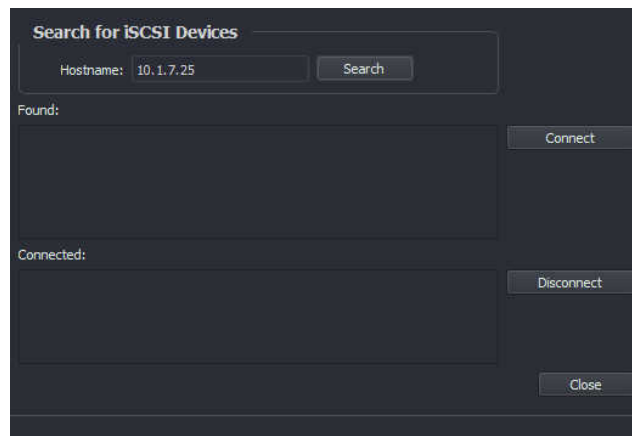 Search for iSCSI Devices
Hostname: 10.1.7.25 Search
Found:
Connect
Connected:
Disconnect
Close